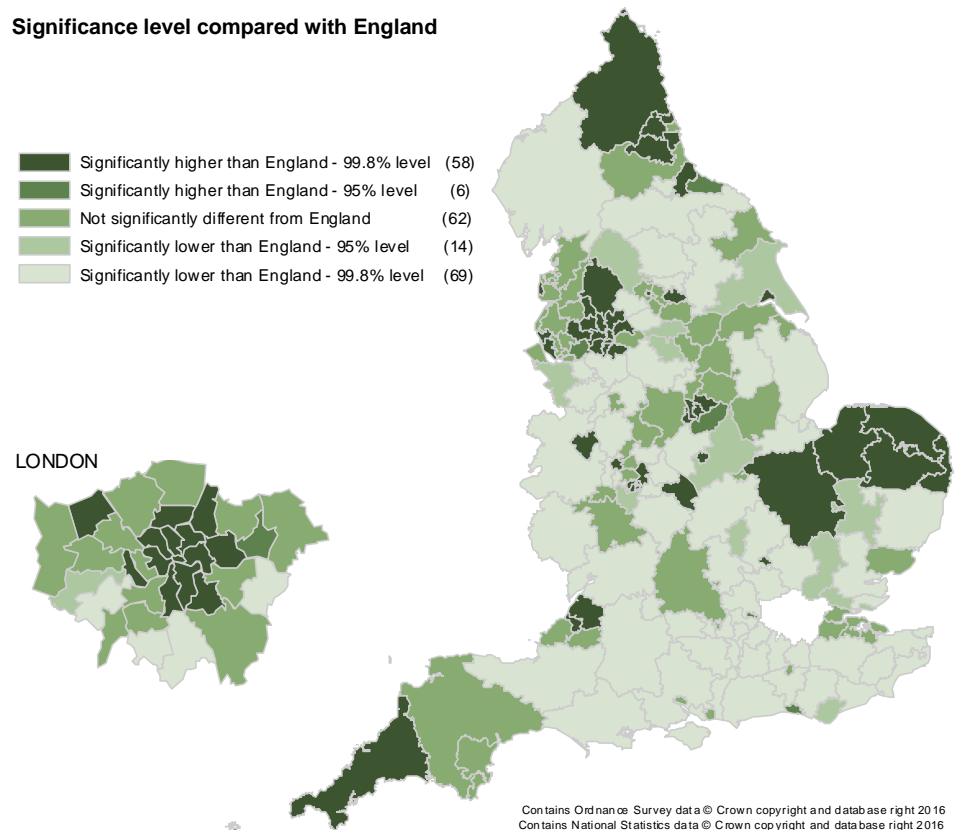 Significance level compared with England
Significantly higher than England - 99.8% level (58)
Significantly higher than England - 95% level (6)
Not significantly different from England (62)
Significantly lower than England - 95% level (14)
Significantly lower than England - 99.8% level (69)
LONDON
Contains Ordnance Survey data © Crown copyright and database right 2016
Contains National Statistics data © Crown copyright and database right 2016